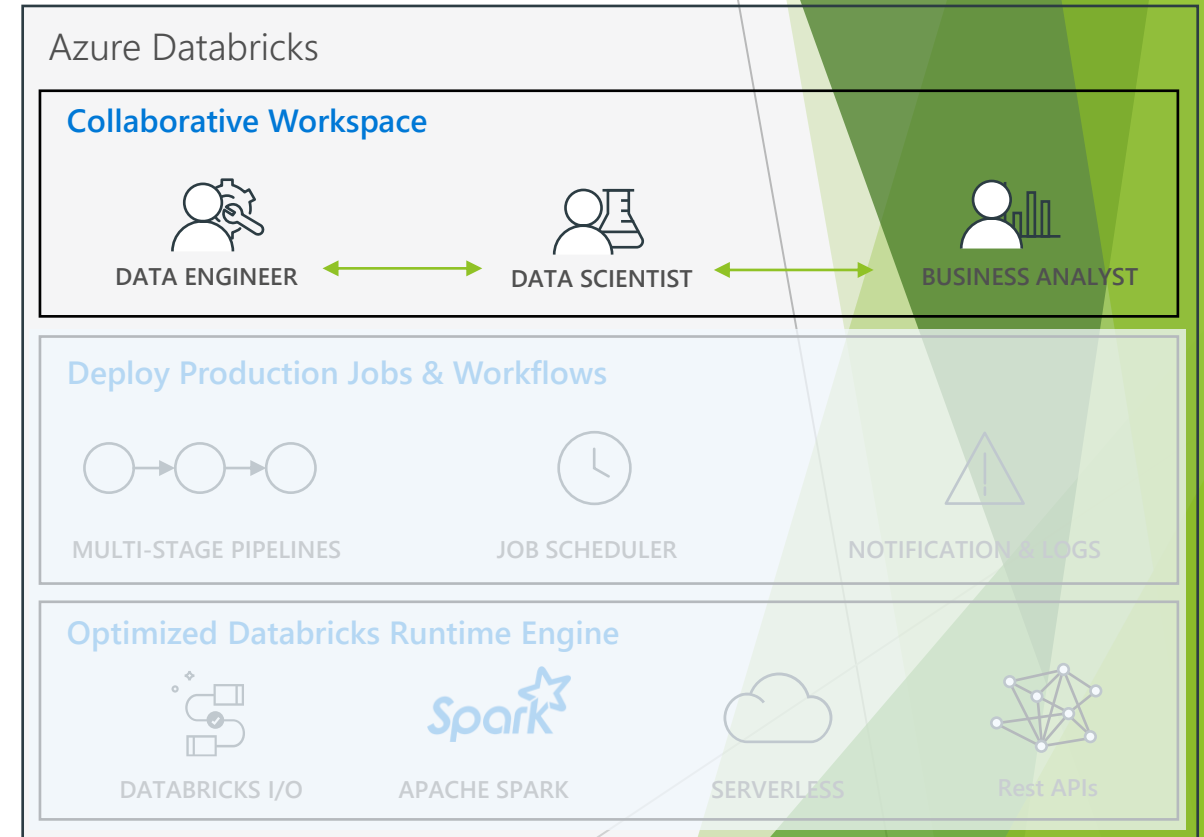 Azure Databricks
Collaborative Workspace
DATA ENGINEER
DATA SCIENTIST
BUSINESS ANALYST
Deploy Production Jobs & Workflows
MULTI-STAGE PIPELINES
JOB SCHEDULER
NOTIFICATION & LOGS
Optimized Databricks Runtime Engine
Spark
DATABRICKS I/O
APACHE SPARK
SERVERLESS
Rest APIs